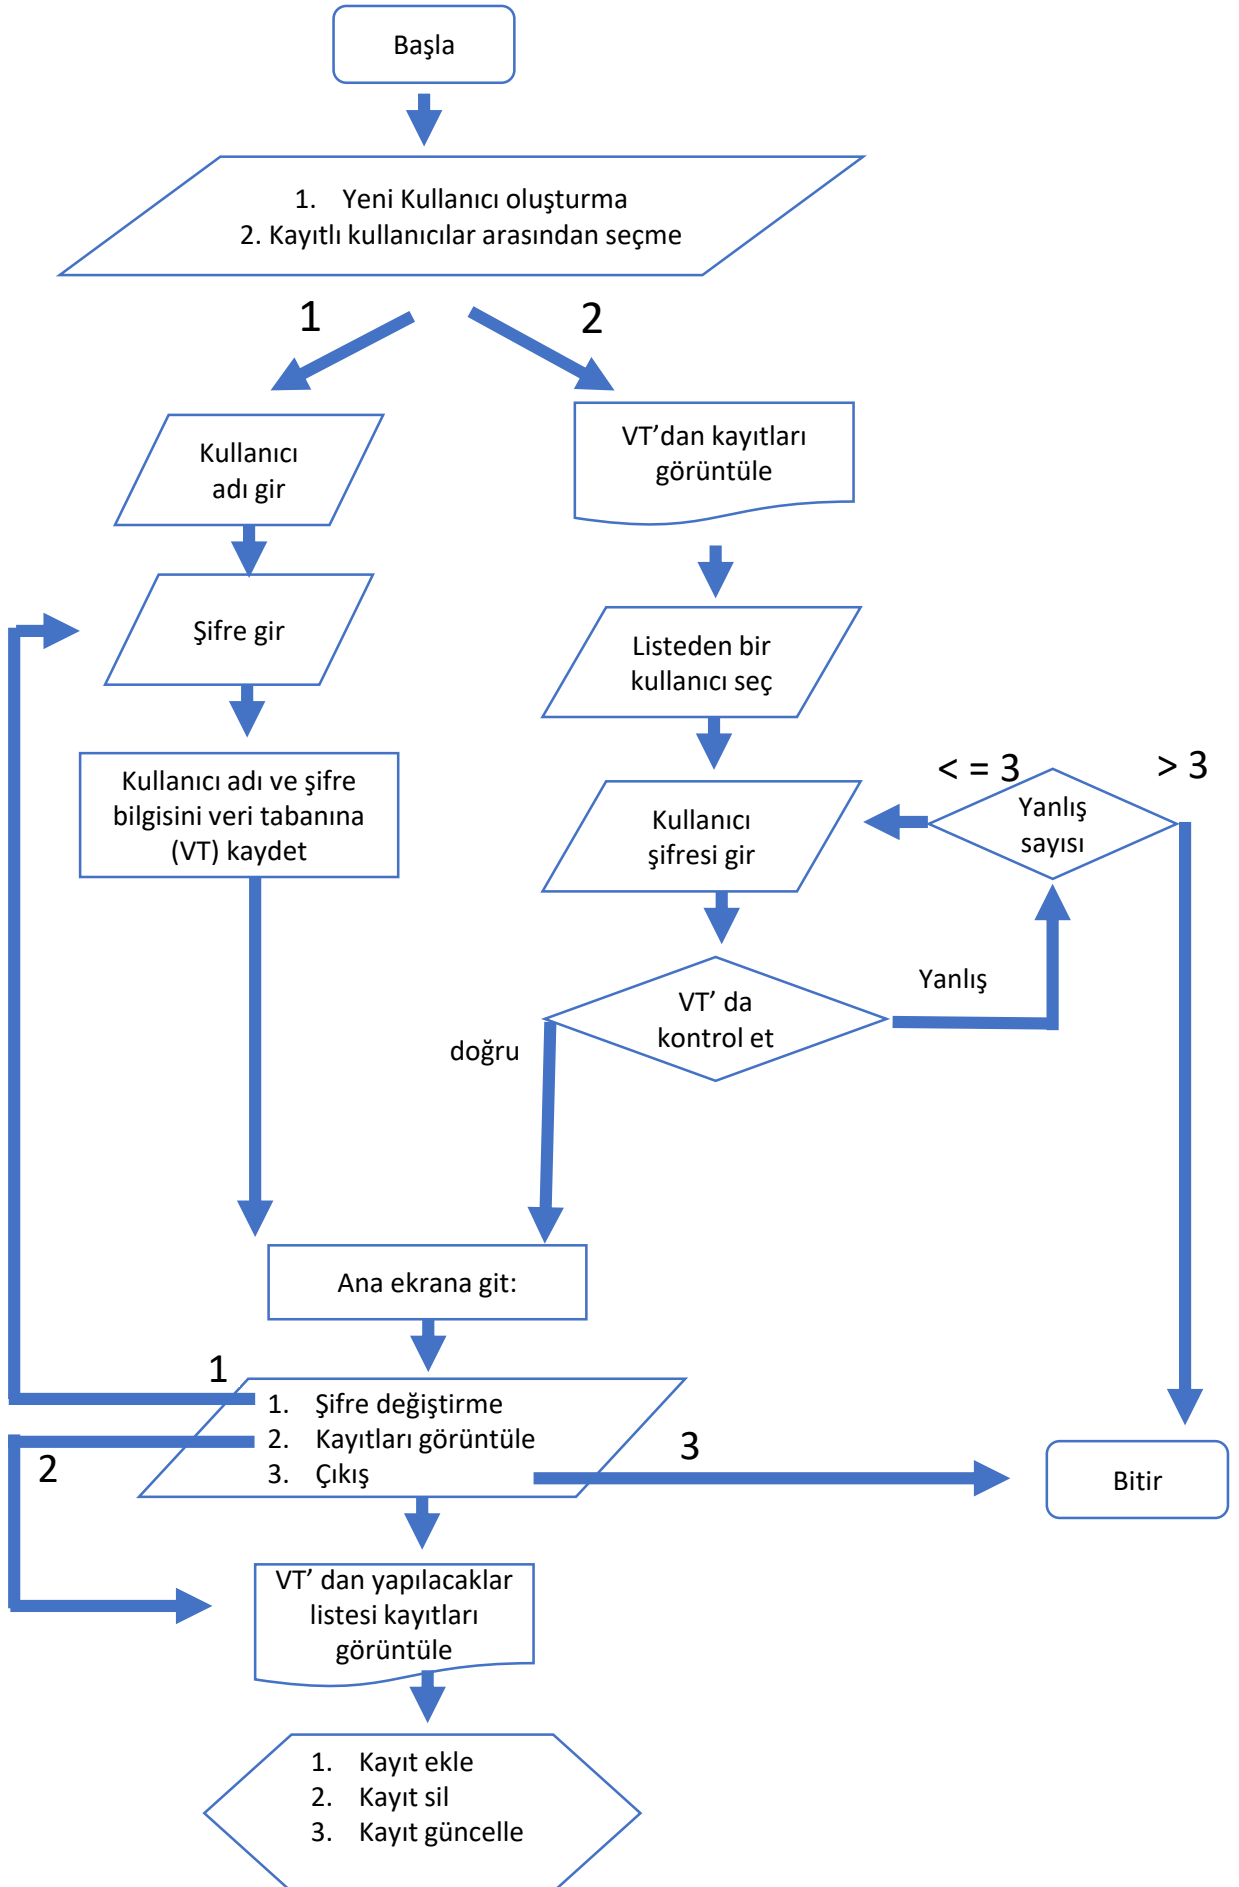 Başla
1. Yeni Kullanıcı oluşturma
2. Kayıtlı kullanıcılar arasından seçme
1
2
Kullanıcı
adı gir
VT’dan kayıtları
görüntüle
Şifre gir
Listeden bir
kullanıcı seç
Kullanıcı adı ve şifre
bilgisini veri tabanına
(VT) kaydet
Kullanıcı
şifresi gir
< = 3
> 3
Yanlış
sayısı
VT’ da
kontrol et
Yanlış
doğru
Ana ekrana git:
1
1. Şifre değiştirme
2. Kayıtları görüntüle
3. Çıkış
2
3
Bitir
VT’ dan yapılacaklar
listesi kayıtları
görüntüle
1. Kayıt ekle
2. Kayıt sil
3. Kayıt güncelle